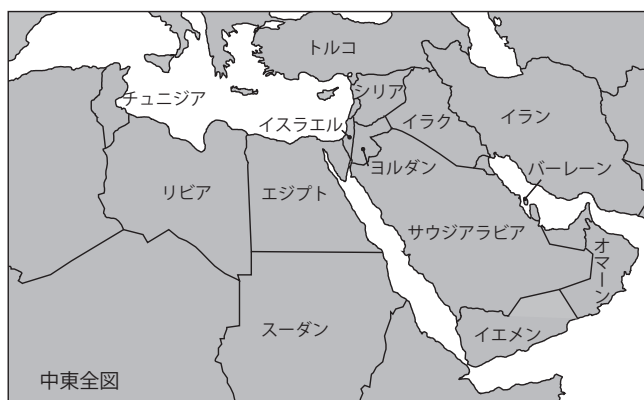 トルコ
チュニジア
シリア
イスラエル
イラク
イラン
ヨルダン
バーレーン
リビア
エジプト
サウジアラビア
オマーン
スーダン
イエメン
中東全図